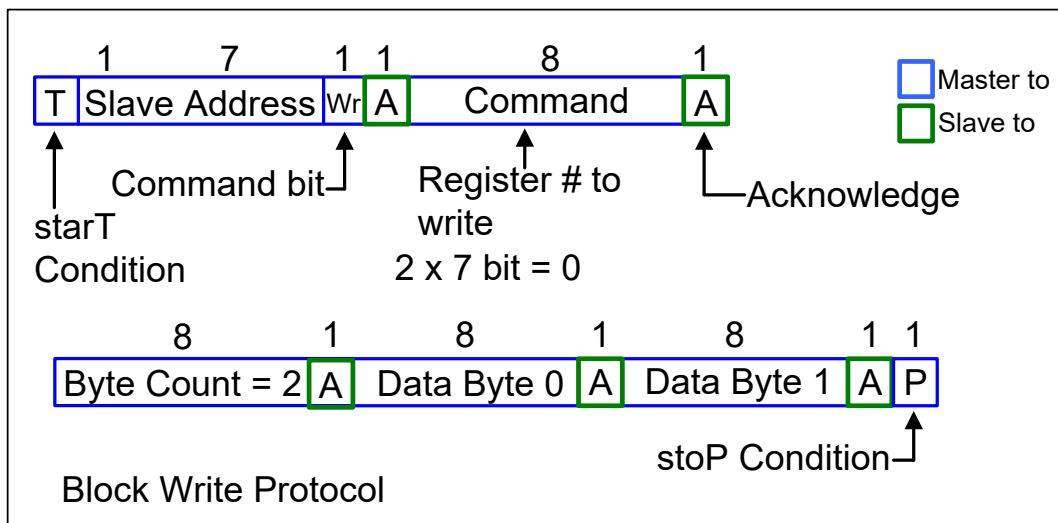 1 7 1 1 8 1
T Slave Address Wr A Command A
Master to
Slave to
Command bit
Register # to
write
Acknowledge
starT
Condition
2 x 7 bit = 0
8 1 8 1 8 1 1
Byte Count = 2 A Data Byte 0 A Data Byte 1 A P
stoP Condition
Block Write Protocol